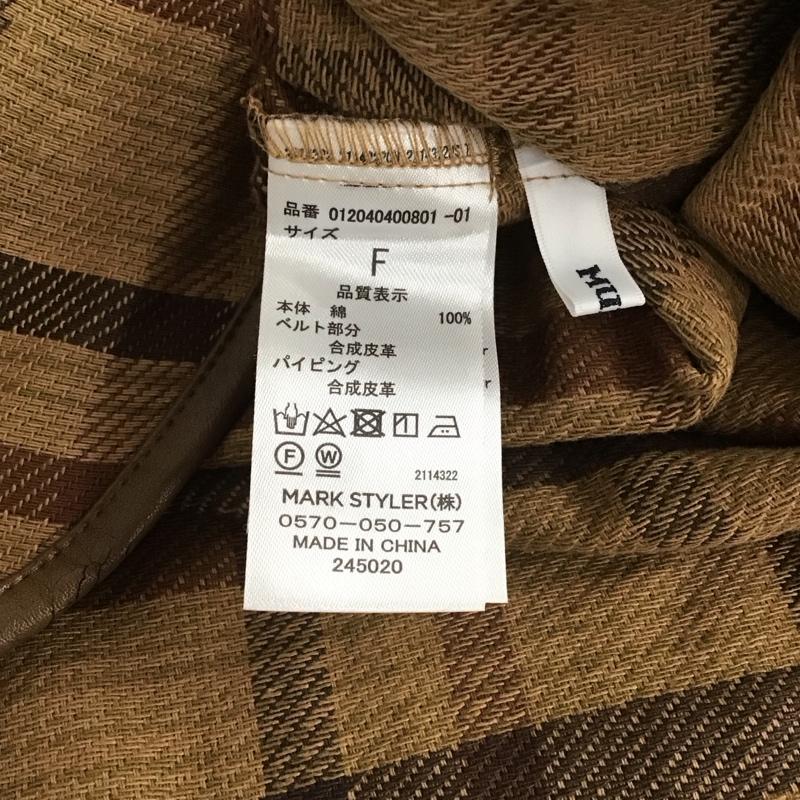 品番 012040400801 -01
サイズ
F
品質表示
本体 綿 100%
ベルト部分
合成皮革
パイピング
合成皮革
F W
2114322
MARK STYLER(株)
0570-050-757
MADE IN CHINA
245020
MU